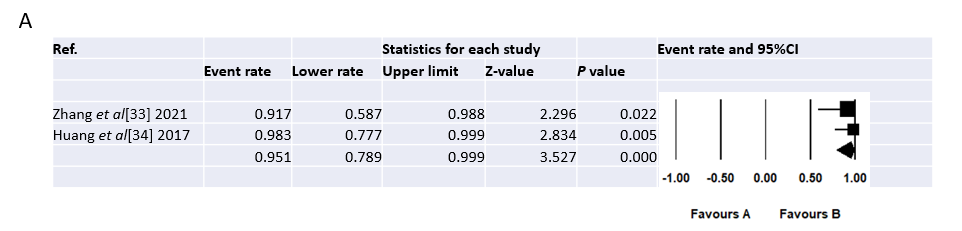 A
Ref. Statistics for each study Event rate and 95%CI
Event rate Lower rate Upper limit Z-value P value
Zhang et al[33] 2021 0.917 0.587 0.988 2.296 0.022
Huang et al[34] 2017 0.983 0.777 0.999 2.834 0.005
0.951 0.789 0.999 3.527 0.000
-1.00 -0.50 0.00 0.50 1.00
Favours A Favours B